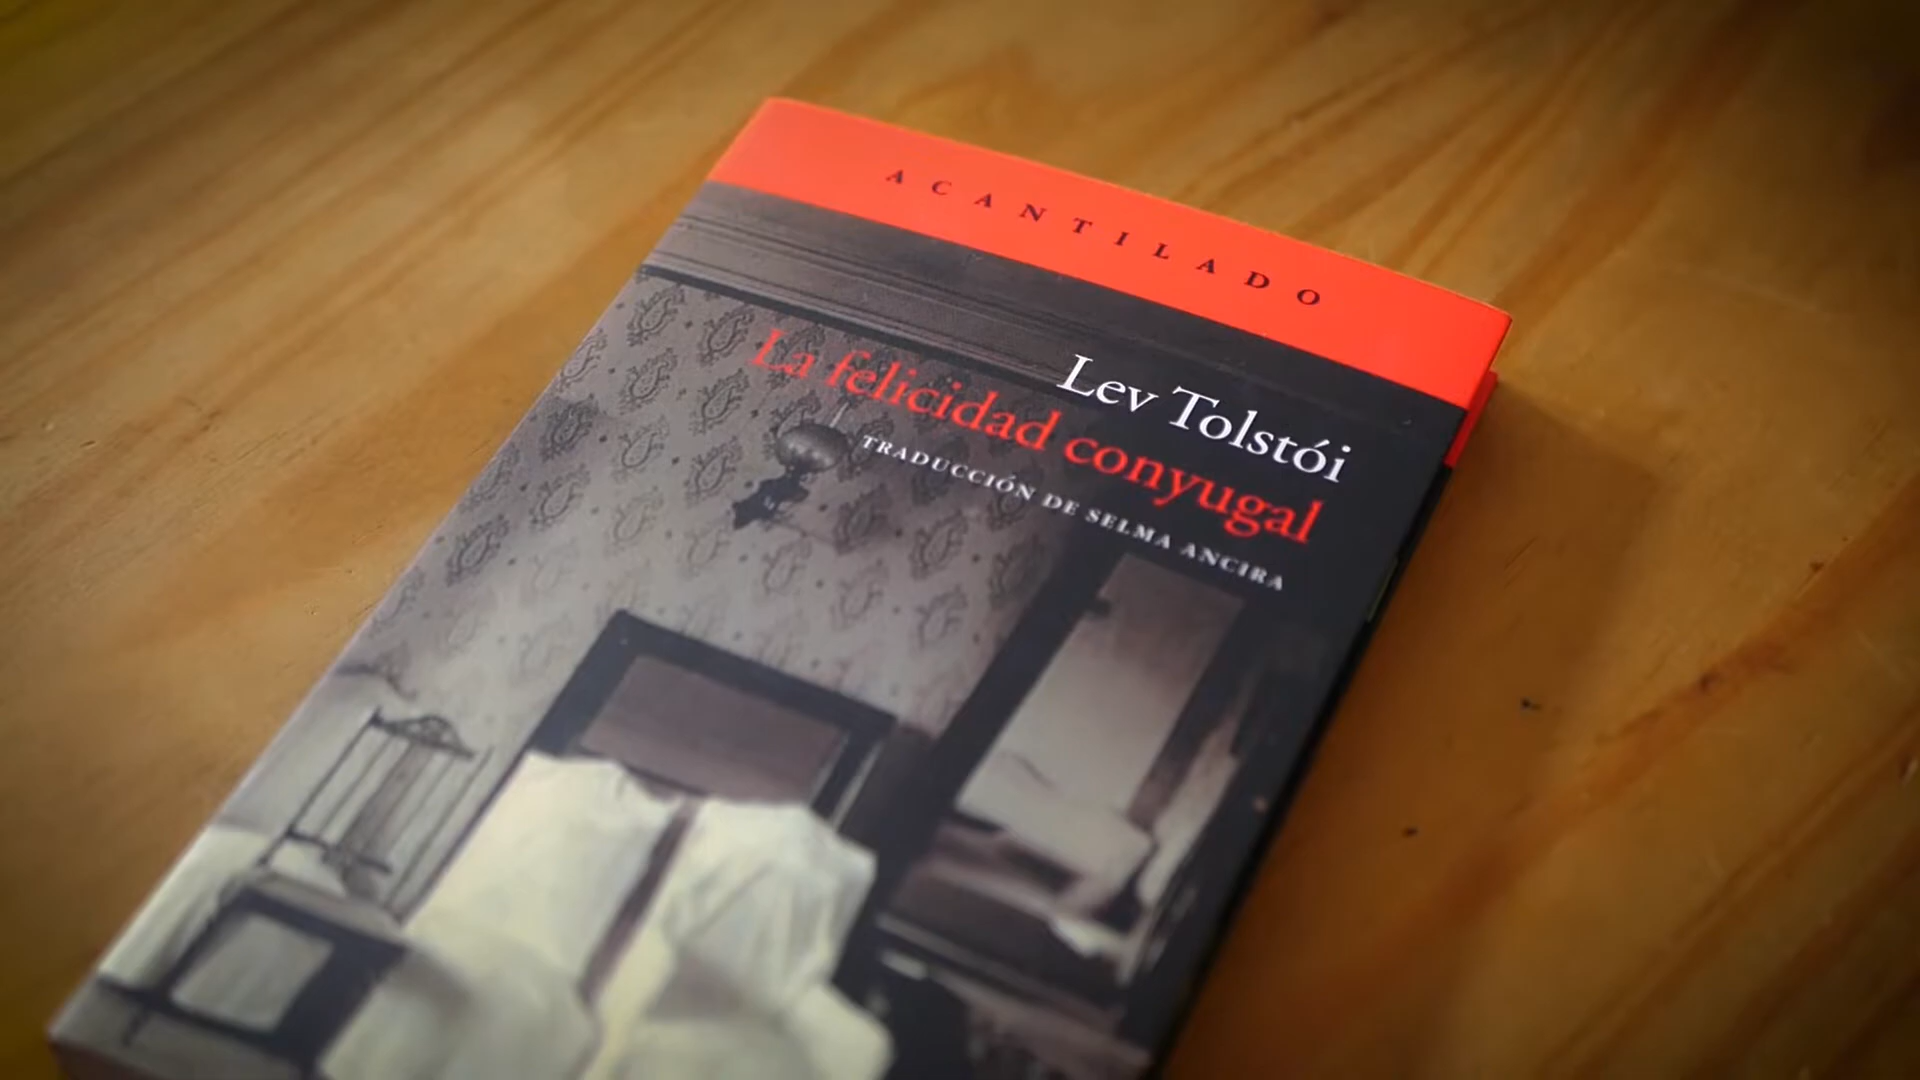 ACANTILADO
Lev Tolstói
La felicidad conyugal
TRADUCCIÓN DE SELMA ANCIRA